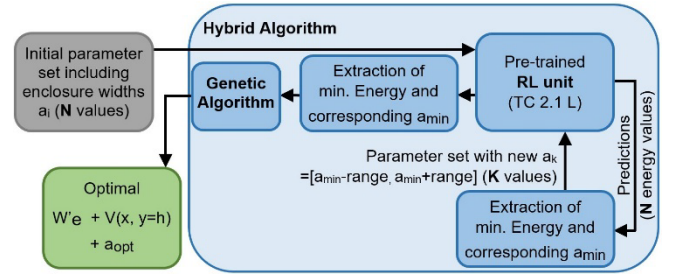 Hybrid Algorithm
Initial parameter
set including
enclosure widths
aᵢ (N values)
Genetic
Algorithm
Extraction of
min. Energy and
corresponding aₘᵢₙ
Pre-trained
RL unit
(TC 2.1 L)
Predictions
(N energy values)
Parameter set with new aₖ
=[aₘᵢₙ-range, aₘᵢₙ+range] (K values)
Extraction of
min. Energy and
corresponding aₘᵢₙ
Optimal
W'e + V(x, y=h)
+ aopt